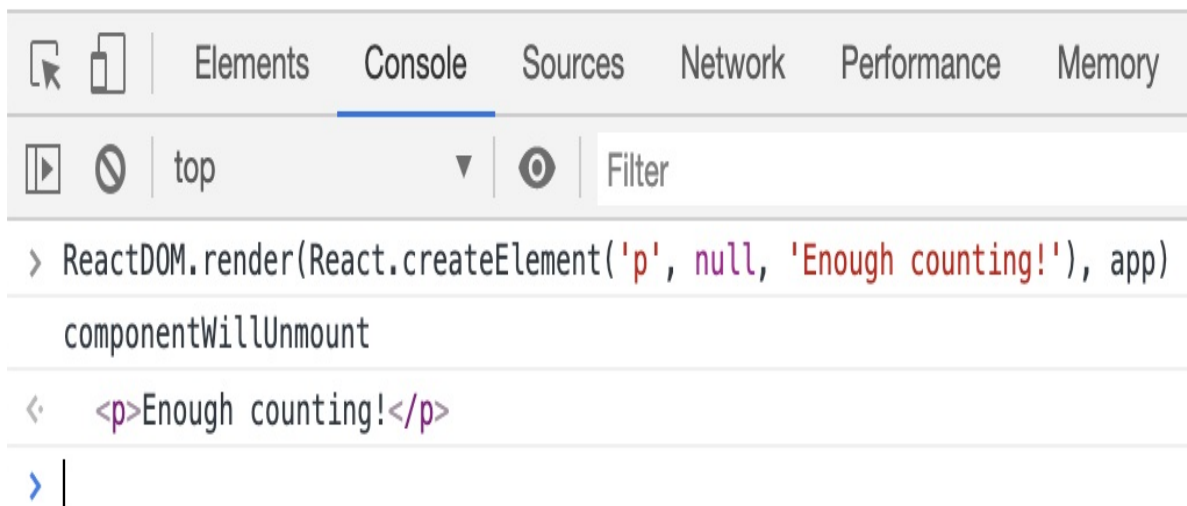 Elements Console Sources Network Performance Memory
top Filter
ReactDOM.render(React.createElement('p', null, 'Enough counting!'), app)
componentWillUnmount
<p>Enough counting!</p>